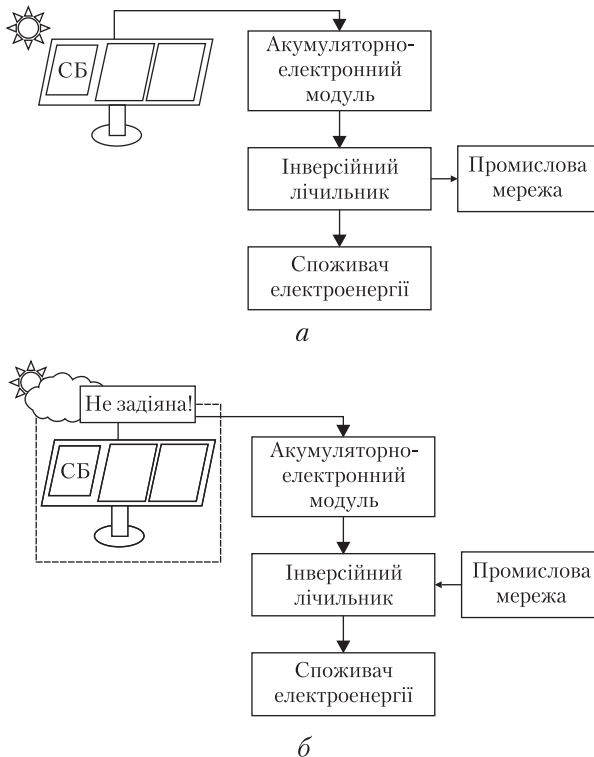 СБ
Акумуляторно-
електронний
модуль
Інверсійний
лічильник
Промислова
мережа
Споживач
електроенергії
а
Не задіяна!
СБ
Акумуляторно-
електронний
модуль
Інверсійний
лічильник
Промислова
мережа
Споживач
електроенергії
б